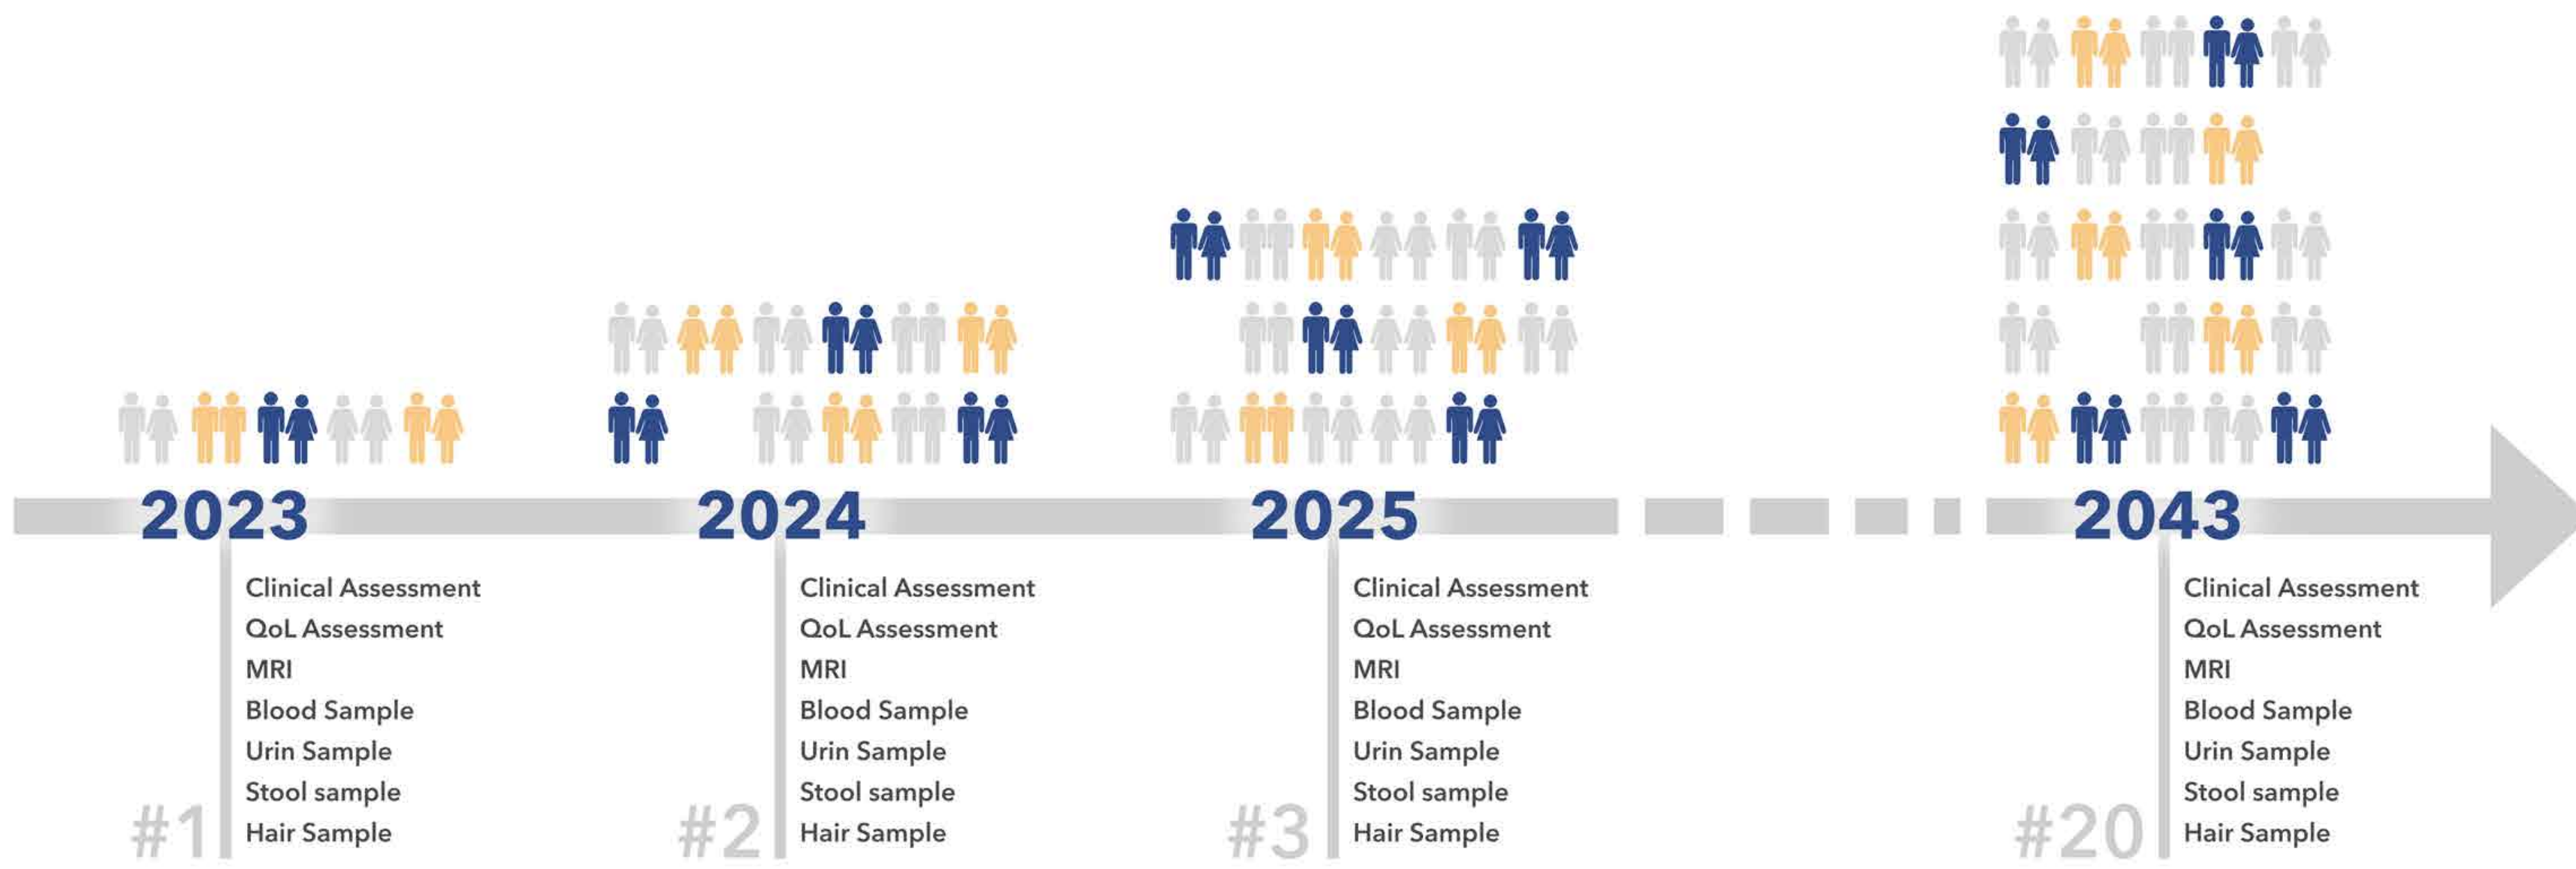 2023
Clinical Assessment
QoL Assessment
MRI
Blood Sample
Urin Sample
Stool sample
Hair Sample
#1
2024
Clinical Assessment
QoL Assessment
MRI
Blood Sample
Urin Sample
Stool sample
Hair Sample
#2
2025
Clinical Assessment
QoL Assessment
MRI
Blood Sample
Urin Sample
Stool sample
Hair Sample
#3
2043
Clinical Assessment
QoL Assessment
MRI
Blood Sample
Urin Sample
Stool sample
Hair Sample
#20